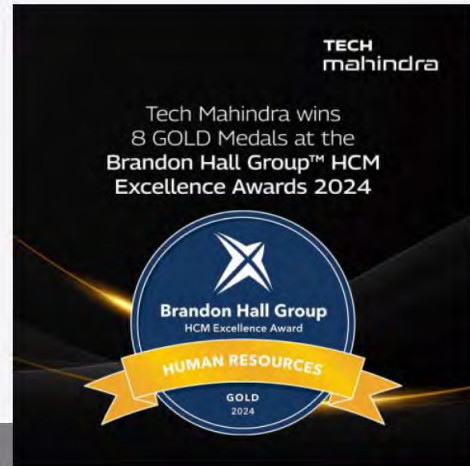 TECH
mahindra
Tech Mahindra wins
8 GOLD Medals at the
Brandon Hall Group™ HCM
Excellence Awards 2024
Brandon Hall Group
HCM Excellence Award
HUMAN RESOURCES
GOLD
2024